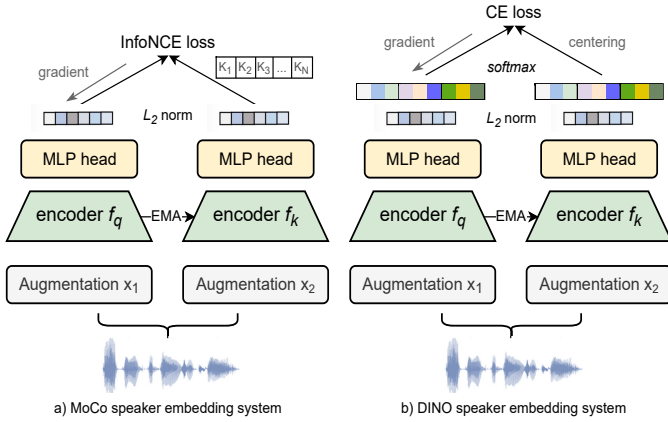 InfoNCE loss
gradient
K1 K2 K3 ... KN
L2 norm
MLP head MLP head
encoder fq EMA encoder fk
Augmentation x1 Augmentation x2
a) MoCo speaker embedding system
CE loss
gradient centering
softmax
L2 norm
MLP head MLP head
encoder fq EMA encoder fk
Augmentation x1 Augmentation x2
b) DINO speaker embedding system